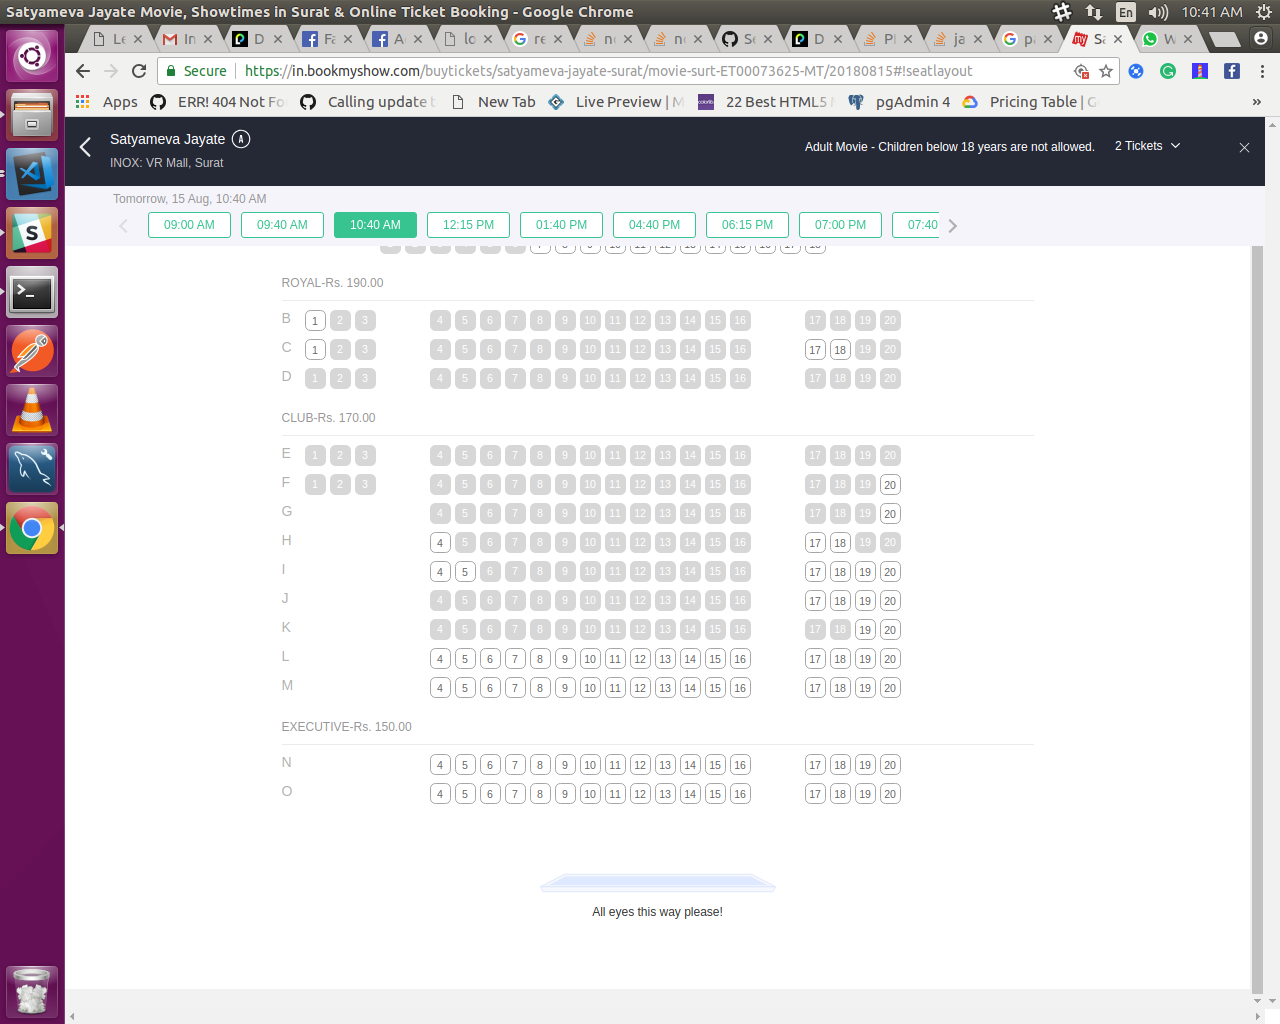 Satyameva Jayate Movie, Showtimes in Surat & Online Ticket Booking - Google Chrome
En
10:41 AM
Le
In
D
Fa
Ac
lo
re
no
no
Se
D
Pl
ja
pa
Sa
W
Secure
https://in.bookmyshow.com/buytickets/satyameva-jayate-surat/movie-surt-ET00073625-MT/20180815#!seatlayout
Apps
ERR! 404 Not Fo
Calling update t
New Tab
Live Preview | M
22 Best HTML5
pgAdmin 4
Pricing Table | C
»
Satyameva Jayate A
INOX: VR Mall, Surat
Adult Movie - Children below 18 years are not allowed.
2 Tickets
Tomorrow, 15 Aug, 10:40 AM
09:00 AM 09:40 AM 10:40 AM 12:15 PM 01:40 PM 04:40 PM 06:15 PM 07:00 PM 07:40
7 8 9 10 11 12 13 14 15 16 17 18
ROYAL-Rs. 190.00
B 1 2 3 4 5 6 7 8 9 10 11 12 13 14 15 16 17 18 19 20
C 1 2 3 4 5 6 7 8 9 10 11 12 13 14 15 16 17 18 19 20
D 1 2 3 4 5 6 7 8 9 10 11 12 13 14 15 16 17 18 19 20
CLUB-Rs. 170.00
E 1 2 3 4 5 6 7 8 9 10 11 12 13 14 15 16 17 18 19 20
F 1 2 3 4 5 6 7 8 9 10 11 12 13 14 15 16 17 18 19 20
G 4 5 6 7 8 9 10 11 12 13 14 15 16 17 18 19 20
H 4 5 6 7 8 9 10 11 12 13 14 15 16 17 18 19 20
I 4 5 6 7 8 9 10 11 12 13 14 15 16 17 18 19 20
J 4 5 6 7 8 9 10 11 12 13 14 15 16 17 18 19 20
K 4 5 6 7 8 9 10 11 12 13 14 15 16 17 18 19 20
L 4 5 6 7 8 9 10 11 12 13 14 15 16 17 18 19 20
M 4 5 6 7 8 9 10 11 12 13 14 15 16 17 18 19 20
EXECUTIVE-Rs. 150.00
N 4 5 6 7 8 9 10 11 12 13 14 15 16 17 18 19 20
O 4 5 6 7 8 9 10 11 12 13 14 15 16 17 18 19 20
All eyes this way please!